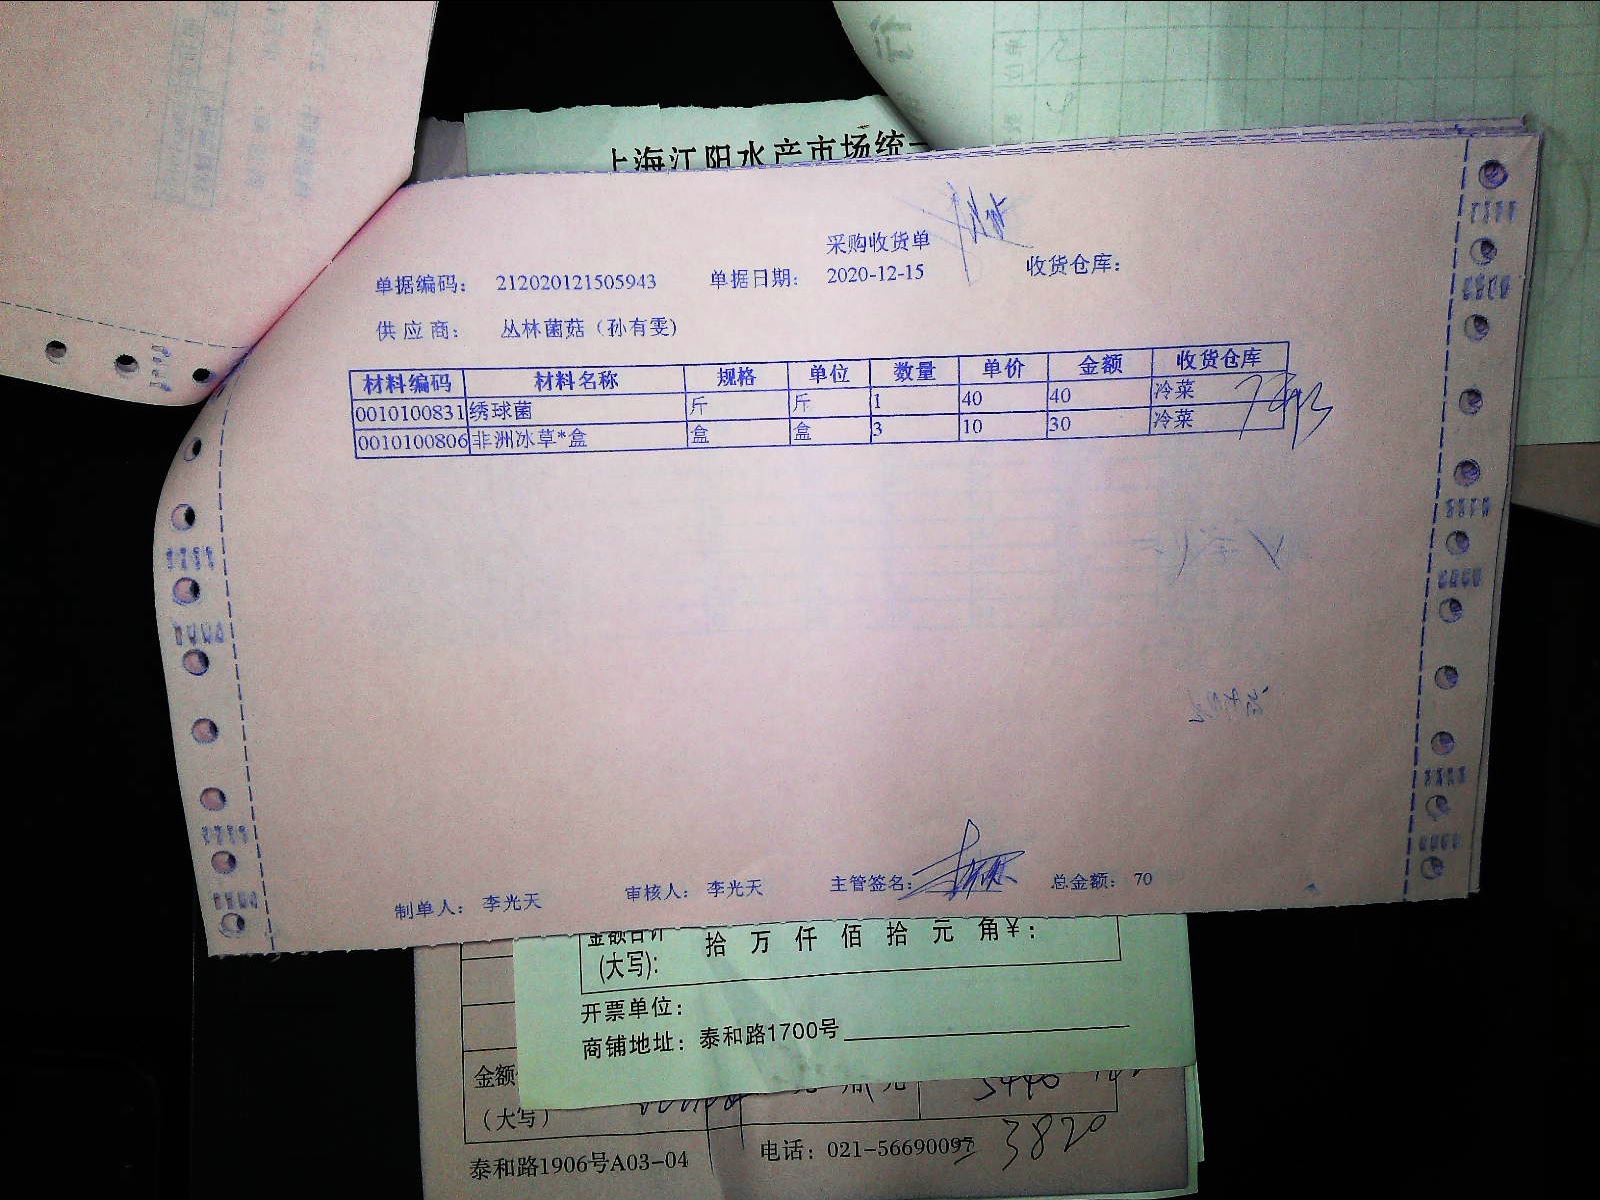 上海江阳水产市场统一
采购收货单
单据编码： 212020121505943 单据日期： 2020-12-15 收货仓库：
供 应 商： 丛林菌菇（孙有雯)
材料编码 材料名称 规格 单位 数量 单价 金额 收货仓库
0010100831 绣球菌 斤 斤 1 40 40 冷菜
0010100806 非洲冰草*盒 盒 盒 3 10 30 冷菜
制单人： 李光天 审核人： 李光天 主管签名： 总金额： 70
金额合计 拾 万 仟 佰 拾 元 角¥：
(大写):
开票单位：
商铺地址： 泰和路1700号
金额
（大写）
泰和路1906号A03-04 电话：021-56690097 3820